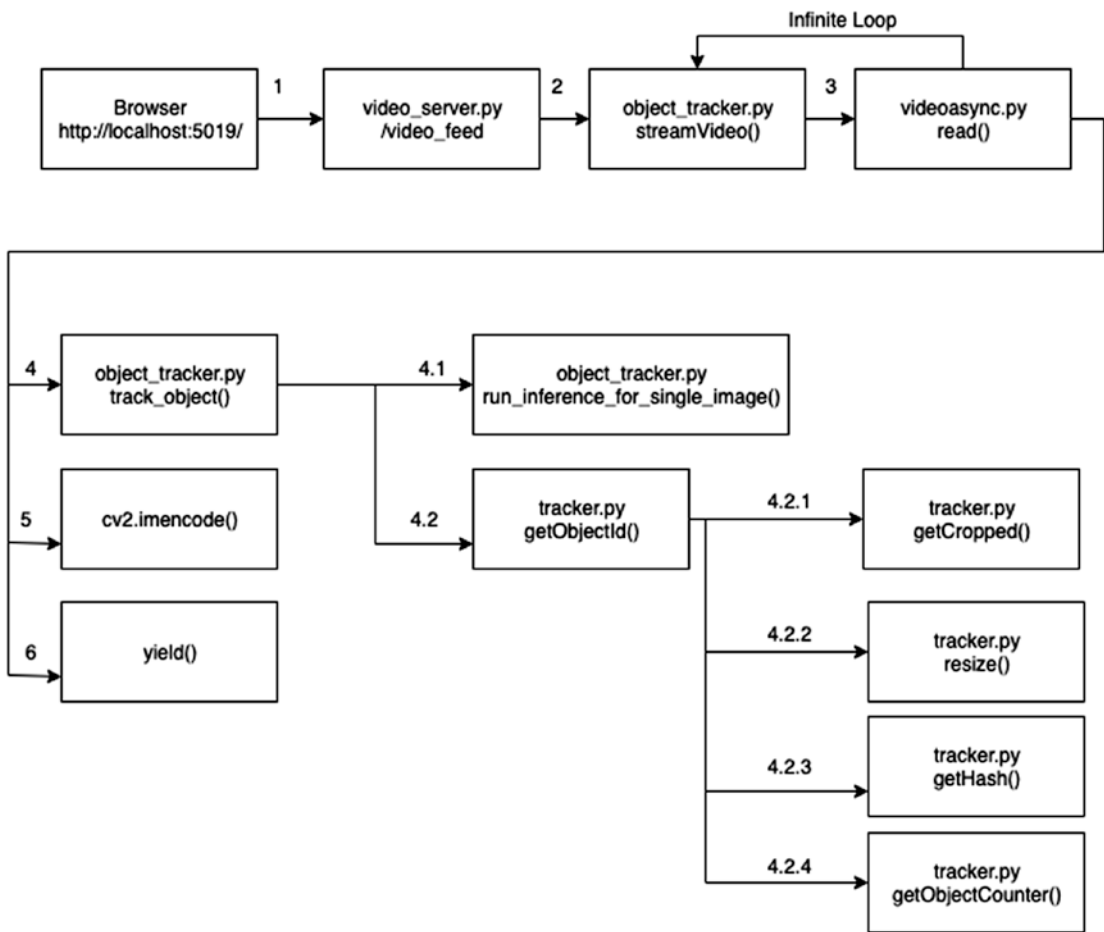 Infinite Loop
Browser
http://localhost:5019/
1
video_server.py
/video_feed
2
object_tracker.py
streamVideo()
3
videoasync.py
read()
4
object_tracker.py
track_object()
4.1
object_tracker.py
run_inference_for_single_image()
5
cv2.imencode()
4.2
tracker.py
getObjectId()
4.2.1
tracker.py
getCropped()
6
yield()
4.2.2
tracker.py
resize()
4.2.3
tracker.py
getHash()
4.2.4
tracker.py
getObjectCounter()